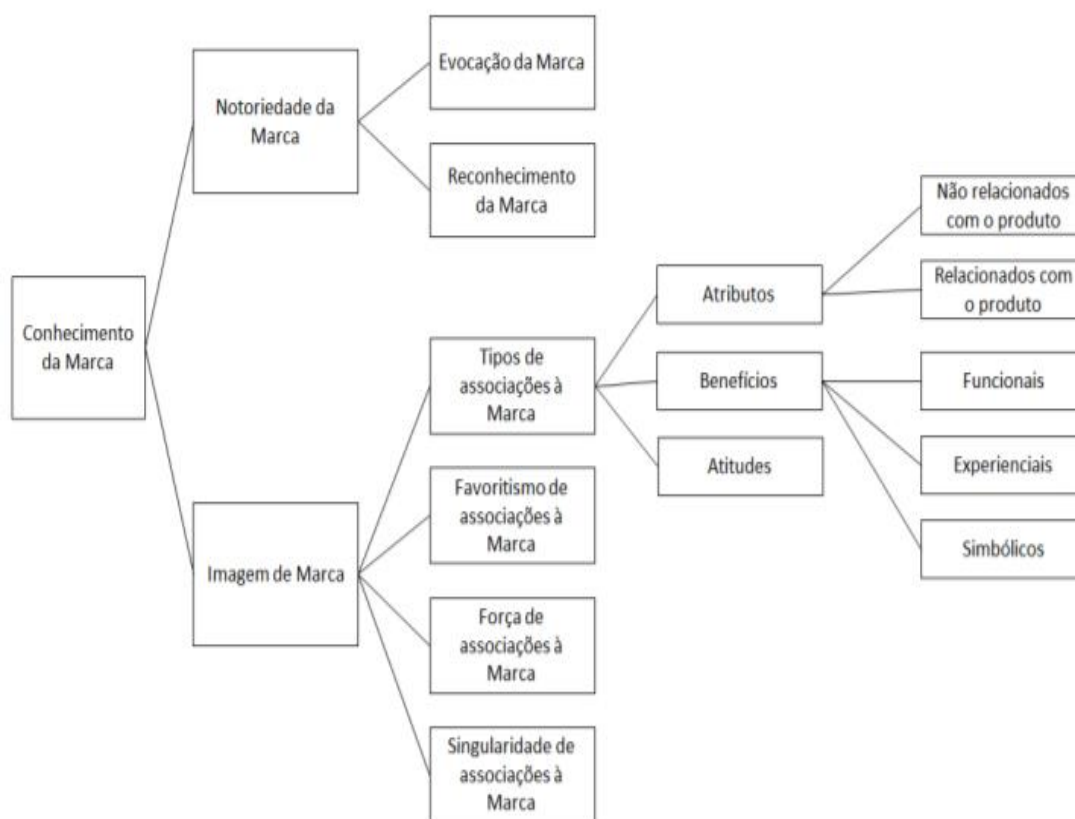 Conhecimento
da Marca
Notoriedade da
Marca
Evocação da Marca
Reconhecimento
da Marca
Imagem de Marca
Tipos de
associações à
Marca
Favoritismo de
associações à
Marca
Força de
associações à
Marca
Singularidade de
associações à
Marca
Atributos
Benefícios
Atitudes
Não relacionados
com o produto
Relacionados com
o produto
Funcionais
Experienciais
Simbólicos